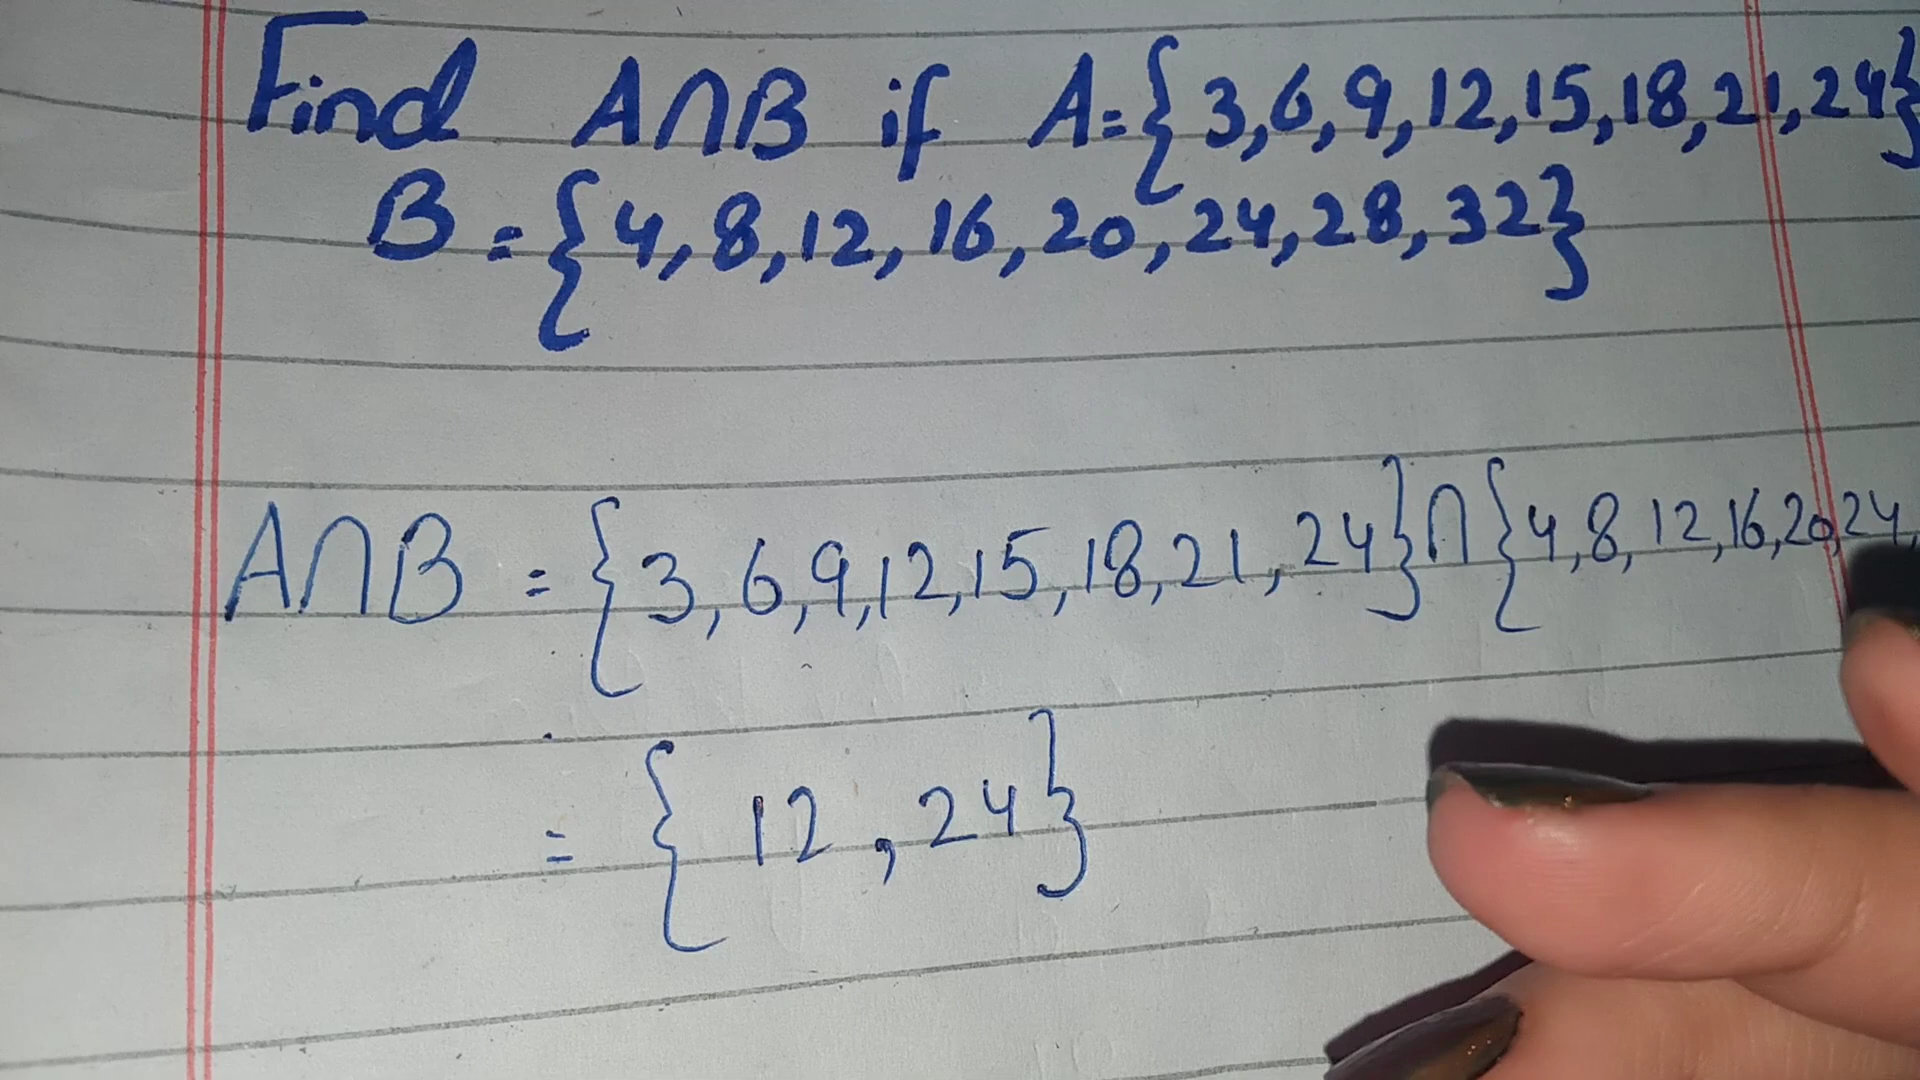 Find A∩B if A={3,6,9,12,15,18,21,24}
B={4,8,12,16,20,24,28,32}
A∩B = {3,6,9,12,15,18,21,24}∩{4,8,12,16,20,24,
= {12,24}